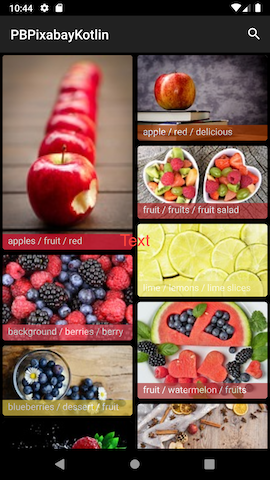 10:44
PBPixabayKotlin
apple / red / delicious
fruit / fruits / fruit salad
apples / fruit / red
Text
lime / lemons / lime slices
background / berries / berry
fruit / watermelon / fruits
blueberries / dessert / fruit